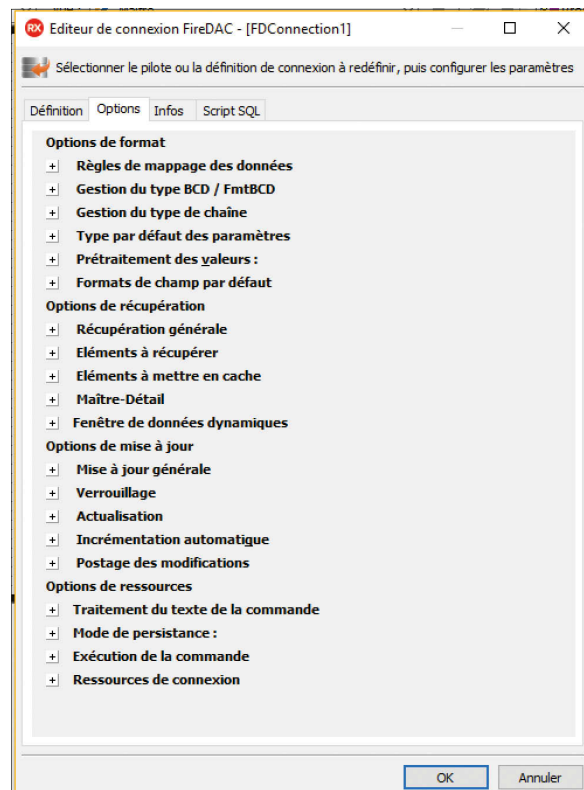 RX Editeur de connexion FireDAC - [FDConnection1]
Sélectionner le pilote ou la définition de connexion à redéfinir, puis configurer les paramètres
Définition Options Infos Script SQL
Options de format
Règles de mappage des données
Gestion du type BCD / FmtBCD
Gestion du type de chaîne
Type par défaut des paramètres
Prétraitement des valeurs :
Formats de champ par défaut
Options de récupération
Récupération générale
Eléments à récupérer
Eléments à mettre en cache
Maître-Détail
Fenêtre de données dynamiques
Options de mise à jour
Mise à jour générale
Verrouillage
Actualisation
Incrémentation automatique
Postage des modifications
Options de ressources
Traitement du texte de la commande
Mode de persistance :
Exécution de la commande
Ressources de connexion
OK Annuler